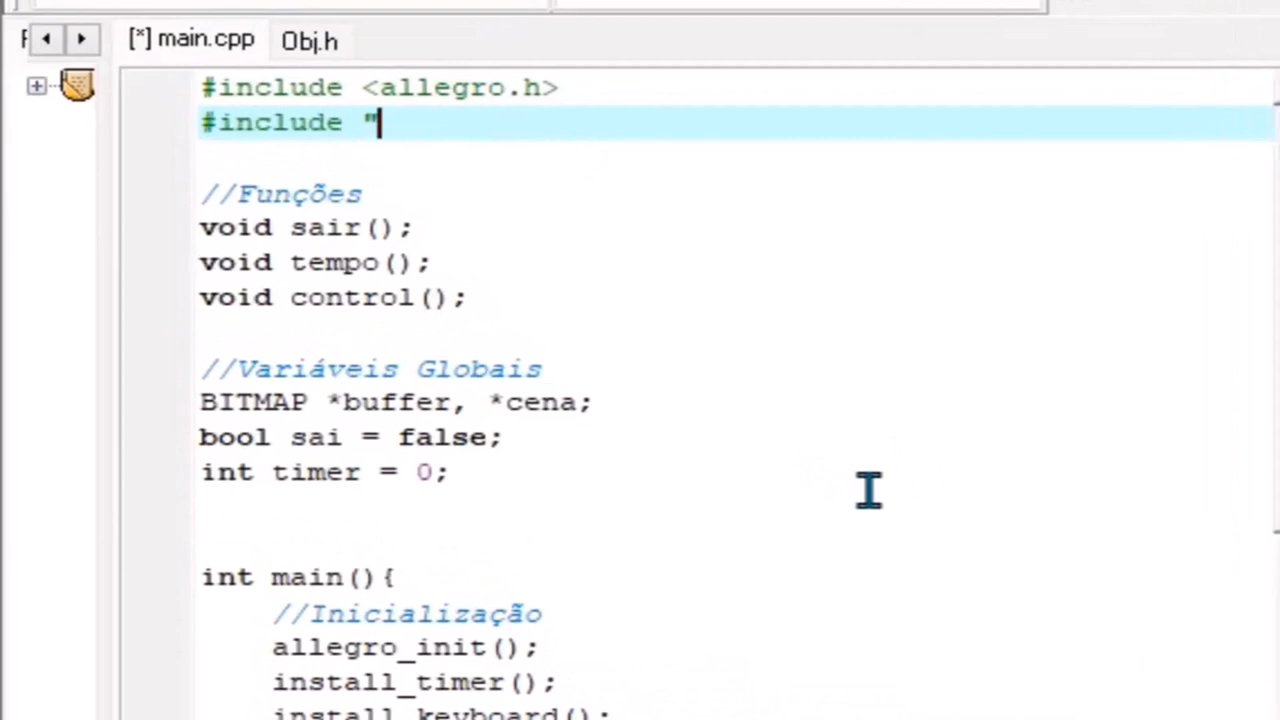 [*] main.cpp Obj.h
#include <allegro.h>
#include "
//Funções
void sair();
void tempo();
void control();
//Variáveis Globais
BITMAP *buffer, *cena;
bool sai = false;
int timer = 0;
int main(){
//Inicialização
allegro_init();
install_timer();
install_keyboard();